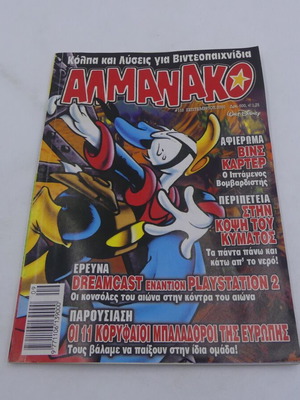 Κόλπα και Λύσεις για Βιντεοπαιχνίδια
ΑΛΜΑΝΑΚΟ
Walt Disney
ΑΦΙΕΡΩΜΑ
ΒΙΝΣ
ΚΑΡΤΕΡ
Ο Ιπτάμενος
Βομβαρδιστής
ΠΕΡΙΠΕΤΕΙΑ
ΣΤΗΝ
ΚΟΨΗ ΤΟΥ
ΚΥΜΑΤΟΣ
Τα πάντα πάνω και
κάτω απ' το νερό!
ΕΡΕΥΝΑ
DREAMCAST ΕΝΑΝΤΙΟΝ PLAYSTATION 2
Οι κονσόλες του αιώνα στην κόντρα του αιώνα
ΠΑΡΟΥΣΙΑΣΗ
ΟΙ 11 ΚΟΡΥΦΑΙΟΙ ΜΠΑΛΑΔΟΡΟΙ ΤΗΣ ΕΥΡΩΠΗΣ
Τους βάλαμε να παίξουν στην ίδια ομάδα!